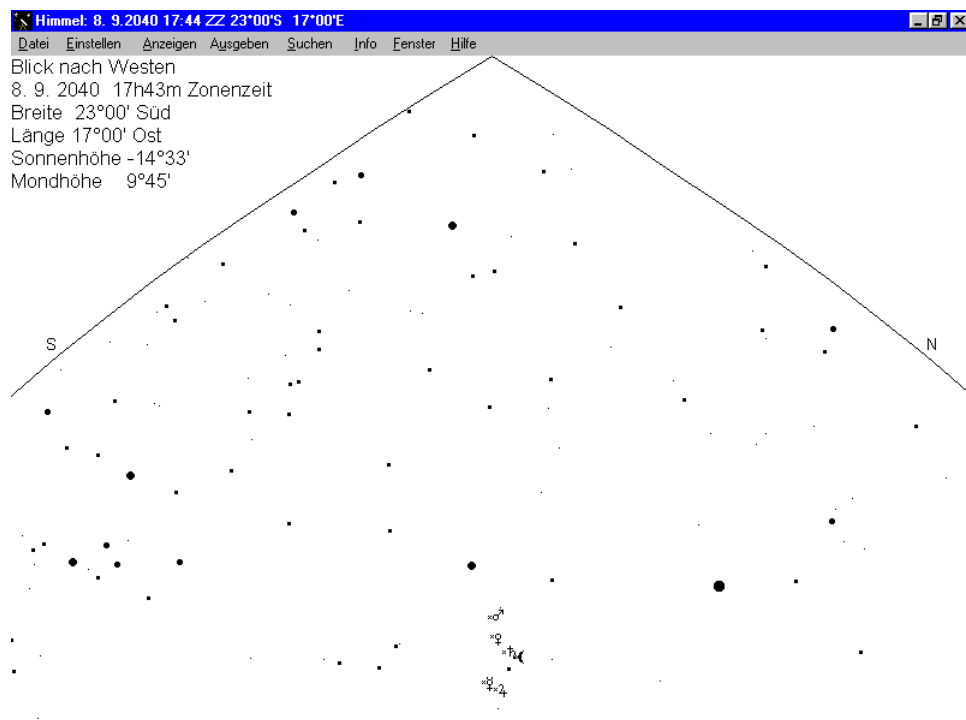 Himmel: 8. 9.2040 17:44 ZZ 23°00'S 17°00'E
Datei Einstellen Anzeigen Ausgeben Suchen Info Fenster Hilfe
Blick nach Westen
8. 9. 2040 17h43m Zonenzeit
Breite 23°00' Süd
Länge 17°00' Ost
Sonnenhöhe -14°33'
Mondhöhe 9°45'
S N